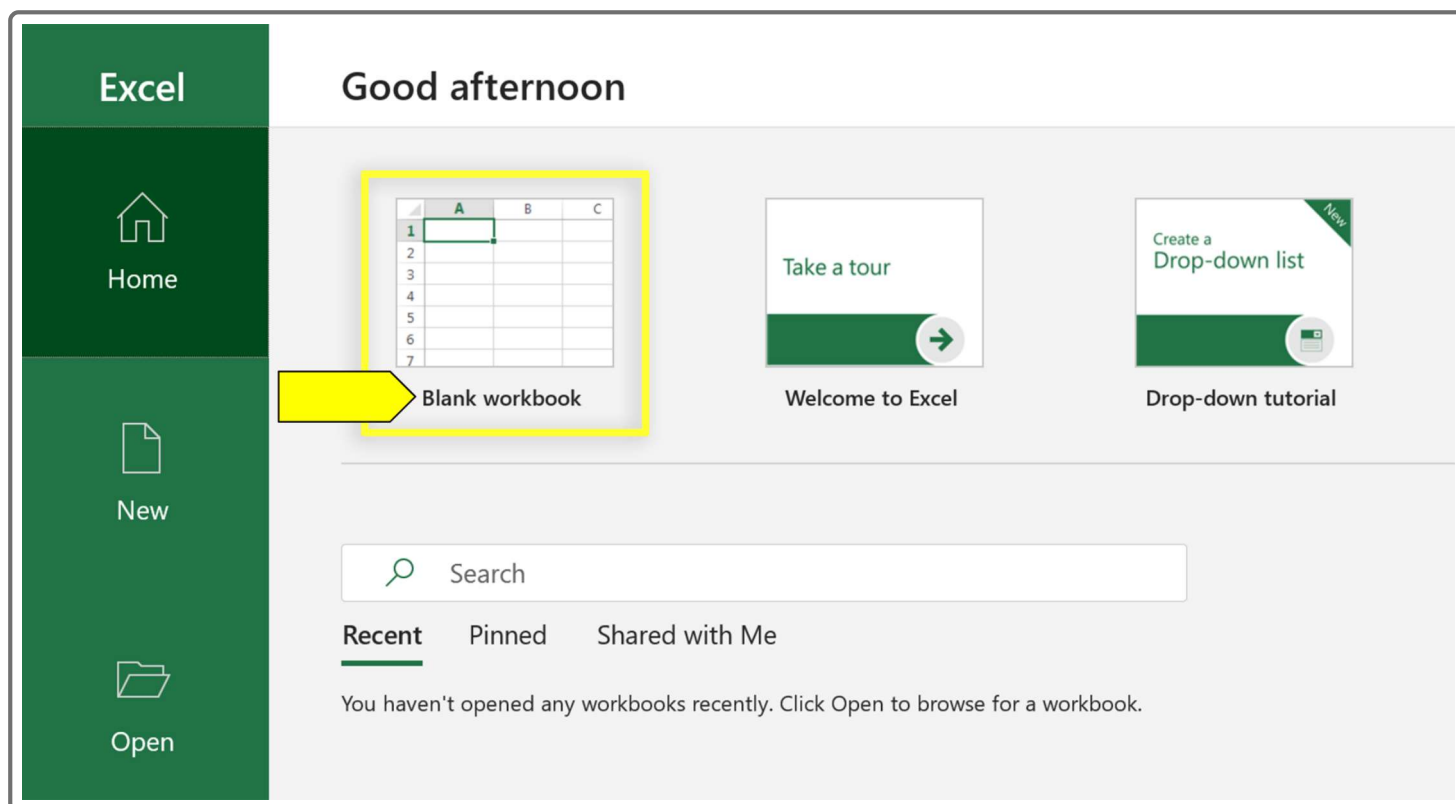 Excel
Good afternoon
Home
New
Open
A B C
1
2
3
4
5
6
7
Blank workbook
Take a tour
Welcome to Excel
New
Create a
Drop-down list
Drop-down tutorial
Search
Recent Pinned Shared with Me
You haven't opened any workbooks recently. Click Open to browse for a workbook.